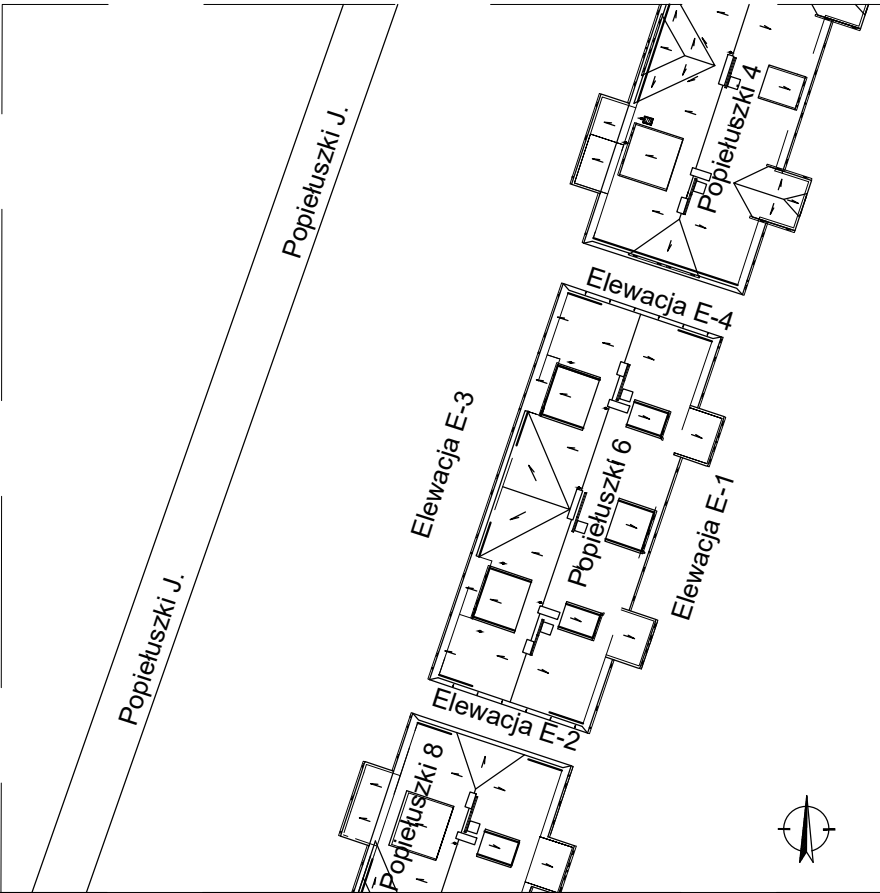 Popiełuszki 4
Popiełuszki J.
Elewacja E-4
Elewacja E-3
Popiełuszki 6
Elewacja E-1
Popiełuszki J.
Elewacja E-2
Popiełuszki 8